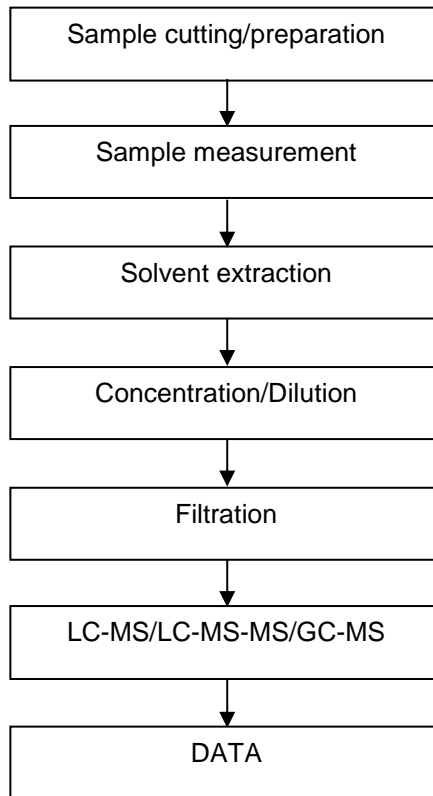 Sample cutting/preparation
Sample measurement
Solvent extraction
Concentration/Dilution
Filtration
LC-MS/LC-MS-MS/GC-MS
DATA